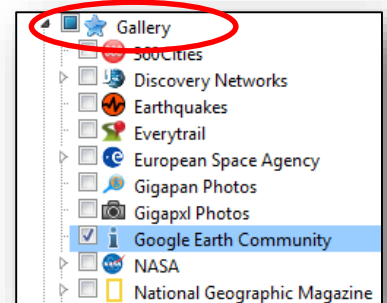 Gallery
360Cities
Discovery Networks
Earthquakes
Everytrail
European Space Agency
Gigapan Photos
Gigapxl Photos
Google Earth Community
NASA
National Geographic Magazine